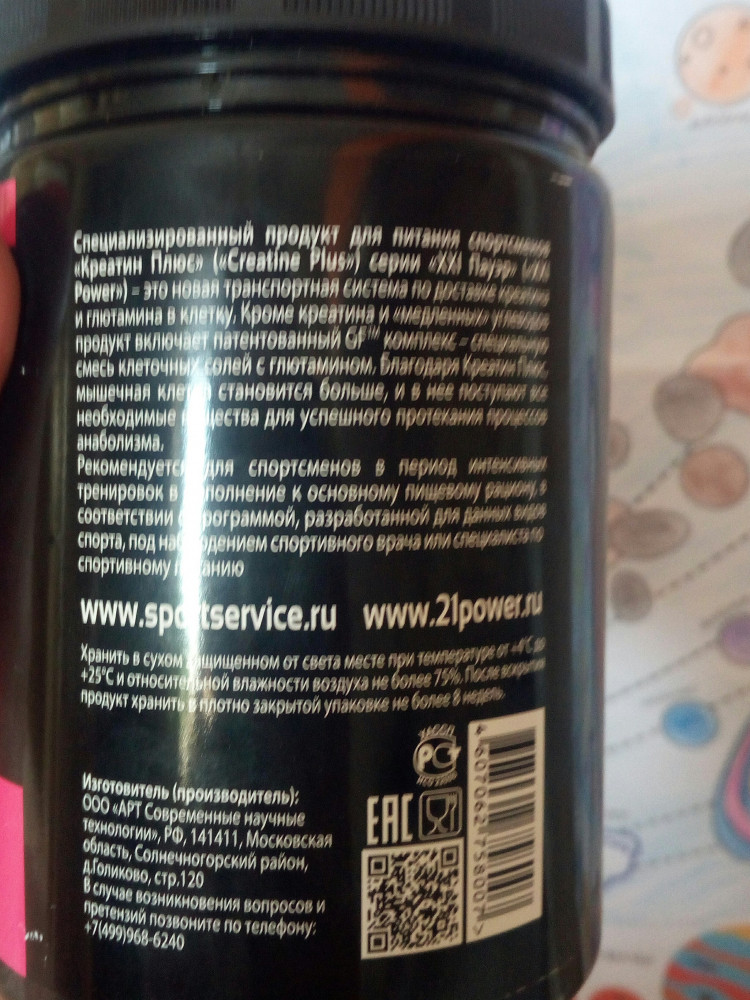 Специализированный продукт для питания спортсменов
«Креатин Плюс» («Creatine Plus») серии «XXI Пауэр» («XXI
Power») – это новая транспортная система по доставке креатина
и глютамина в клетку. Кроме креатина и «медленных» углеводов
продукт включает патентованный GF™ комплекс – специальную
смесь клеточных солей с глютамином. Благодаря Креатин Плюс,
мышечная становится больше, и в нее поступают все
необходимые для успешного протекания процессов
анаболизма.
Рекомендуется для спортсменов в период интенсивных
тренировок в дополнение к основному пищевому рациону, в
соответствии с программой, разработанной для данных видов
спорта, под наблюдением спортивного врача или специалиста по
спортивному питанию
www.sportservice.ru www.21power.ru
Хранить в сухом защищенном от света месте при температуре от +4°С до
+25°С и относительной влажности воздуха не более 75%. После вскрытия
продукт хранить в плотно закрытой упаковке не более 8 недель.
Изготовитель (производитель):
ООО «АРТ Современные научные
технологии», РФ, 141411, Московская
область, Солнечногорский район,
д.Голиково, стр.120
В случае возникновения вопросов и
претензий позвоните по телефону:
+7(499)968-6240
ХАССП
РСТ
EAC
4607062758007>